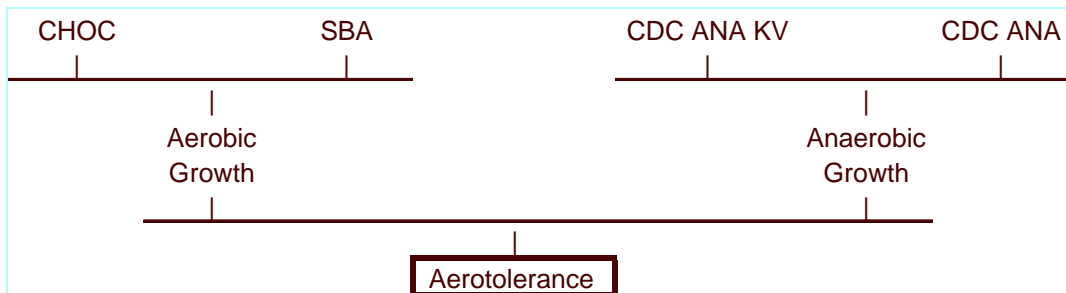 CHOC SBA CDC ANA KV CDC ANA
Aerobic Anaerobic
Growth Growth
Aerotolerance